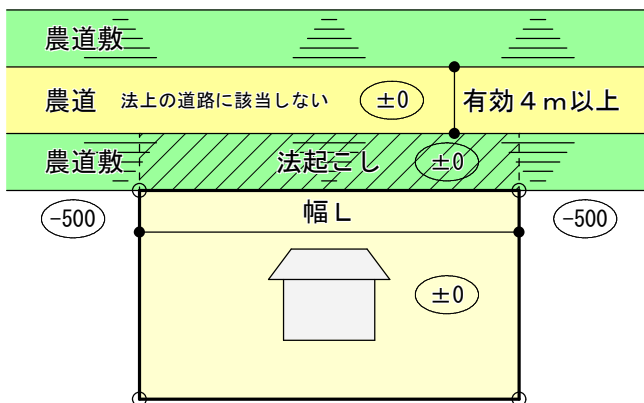 農道敷
農道 法上の道路に該当しない ±0 有効4m以上
農道敷 法起こし ±0
-500 幅L -500
±0